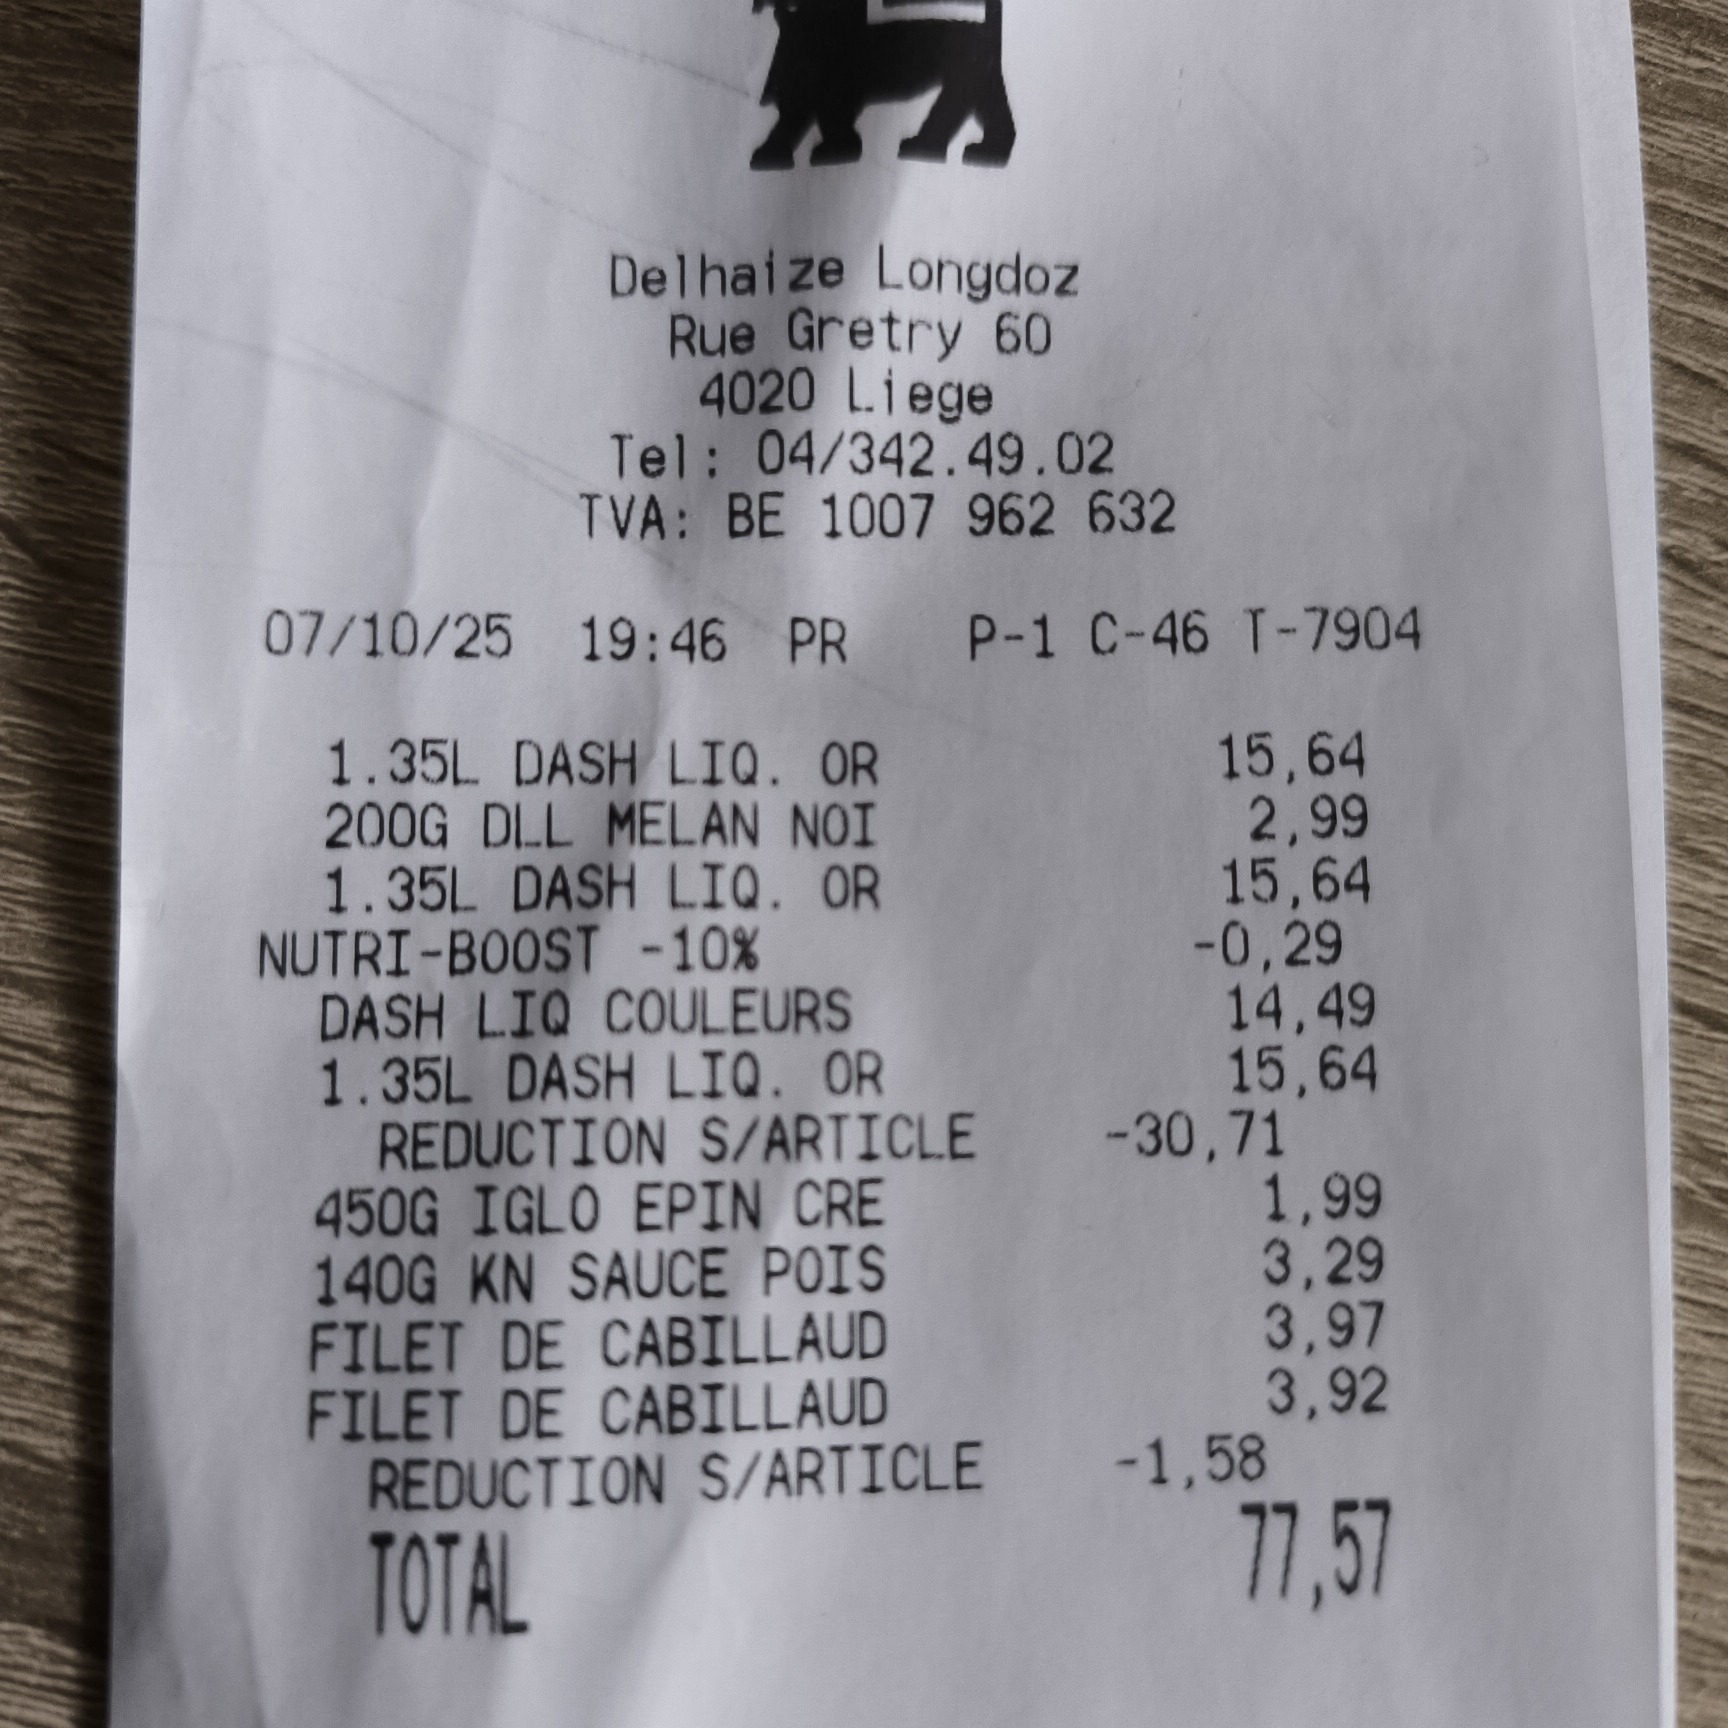 Delhaize Longdoz
Rue Gretry 60
4020 Liege
Tel: 04/342.49.02
TVA: BE 1007 962 632
07/10/25 19:46 PR P-1 C-46 T-7904
1.35L DASH LIQ. OR 15,64
200G DLL MELAN NOI 2,99
1.35L DASH LIQ. OR 15,64
NUTRI-BOOST -10% -0,29
DASH LIQ COULEURS 14,49
1.35L DASH LIQ. OR 15,64
REDUCTION S/ARTICLE -30,71
450G IGLO EPIN CRE 1,99
140G KN SAUCE POIS 3,29
FILET DE CABILLAUD 3,97
FILET DE CABILLAUD 3,92
REDUCTION S/ARTICLE -1,58
TOTAL 77,57